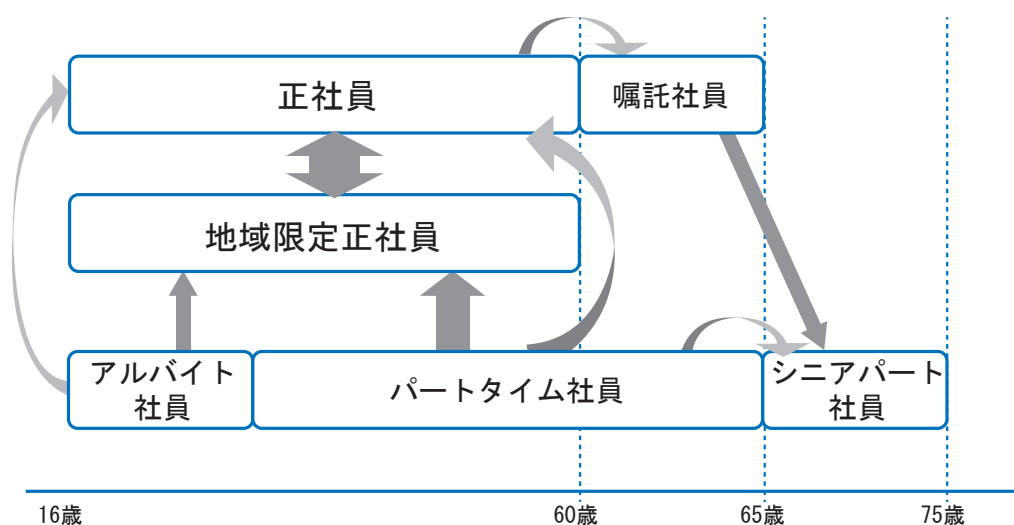 正社員
嘱託社員
地域限定正社員
アルバイト
社員
パートタイム社員
シニアパート
社員
16歳
60歳
65歳
75歳